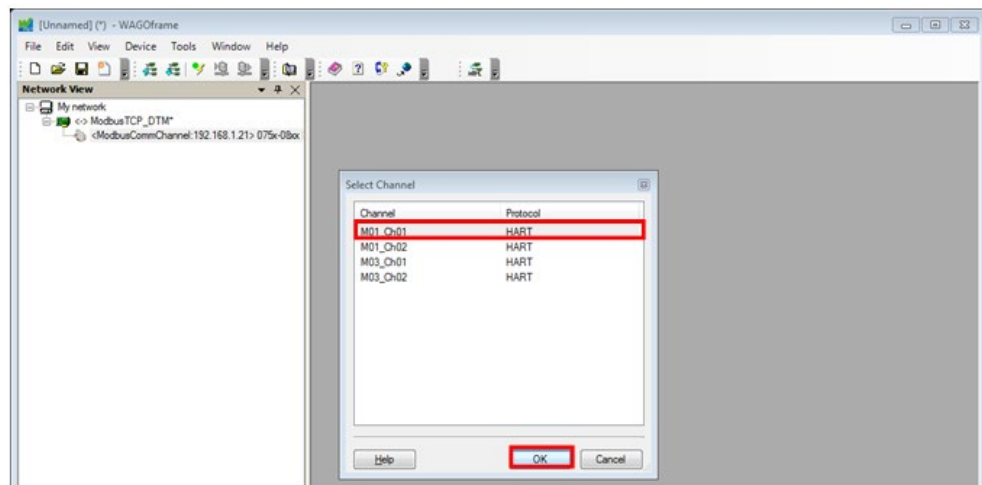 [Unnamed] (*) - WAGOframe
File Edit View Device Tools Window Help
Network View
My network
<-> ModbusTCP_DTM*
<ModbusCommChannel:192.168.1.21> 075x-08xx
Select Channel
Channel Protocol
M01_Ch01 HART
M01_Ch02 HART
M03_Ch01 HART
M03_Ch02 HART
Help OK Cancel